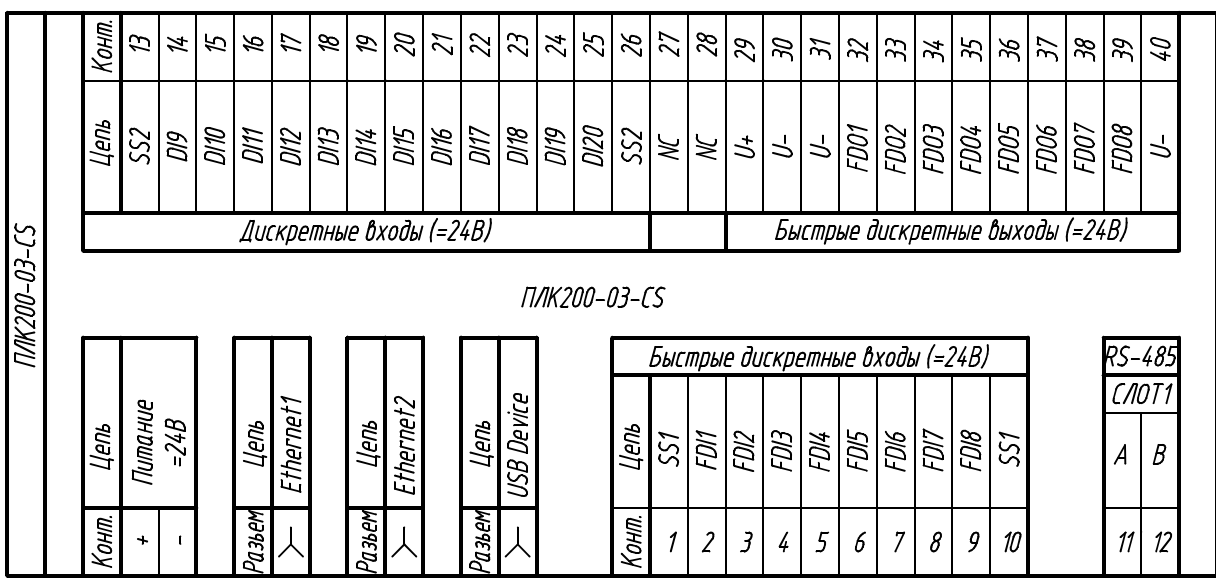 ПЛК200-03-CS
Конт. 13 14 15 16 17 18 19 20 21 22 23 24 25 26 27 28 29 30 31 32 33 34 35 36 37 38 39 40
Цепь SS2 DI9 DI10 DI11 DI12 DI13 DI14 DI15 DI16 DI17 DI18 DI19 DI20 SS2 NC NC U+ U- U- FDO1 FDO2 FDO3 FDO4 FDO5 FDO6 FDO7 FDO8 U-
Дискретные входы (=24В) Быстрые дискретные выходы (=24В)
ПЛК200-03-CS
Цепь Питание =24В
Конт. + -
Цепь Ethernet1
Разьем
Цепь Ethernet2
Разьем
Цепь USB Device
Разьем
Быстрые дискретные входы (=24В)
Цепь SS1 FDI1 FDI2 FDI3 FDI4 FDI5 FDI6 FDI7 FDI8 SS1
Конт. 1 2 3 4 5 6 7 8 9 10
RS-485
СЛОТ1
A B
11 12